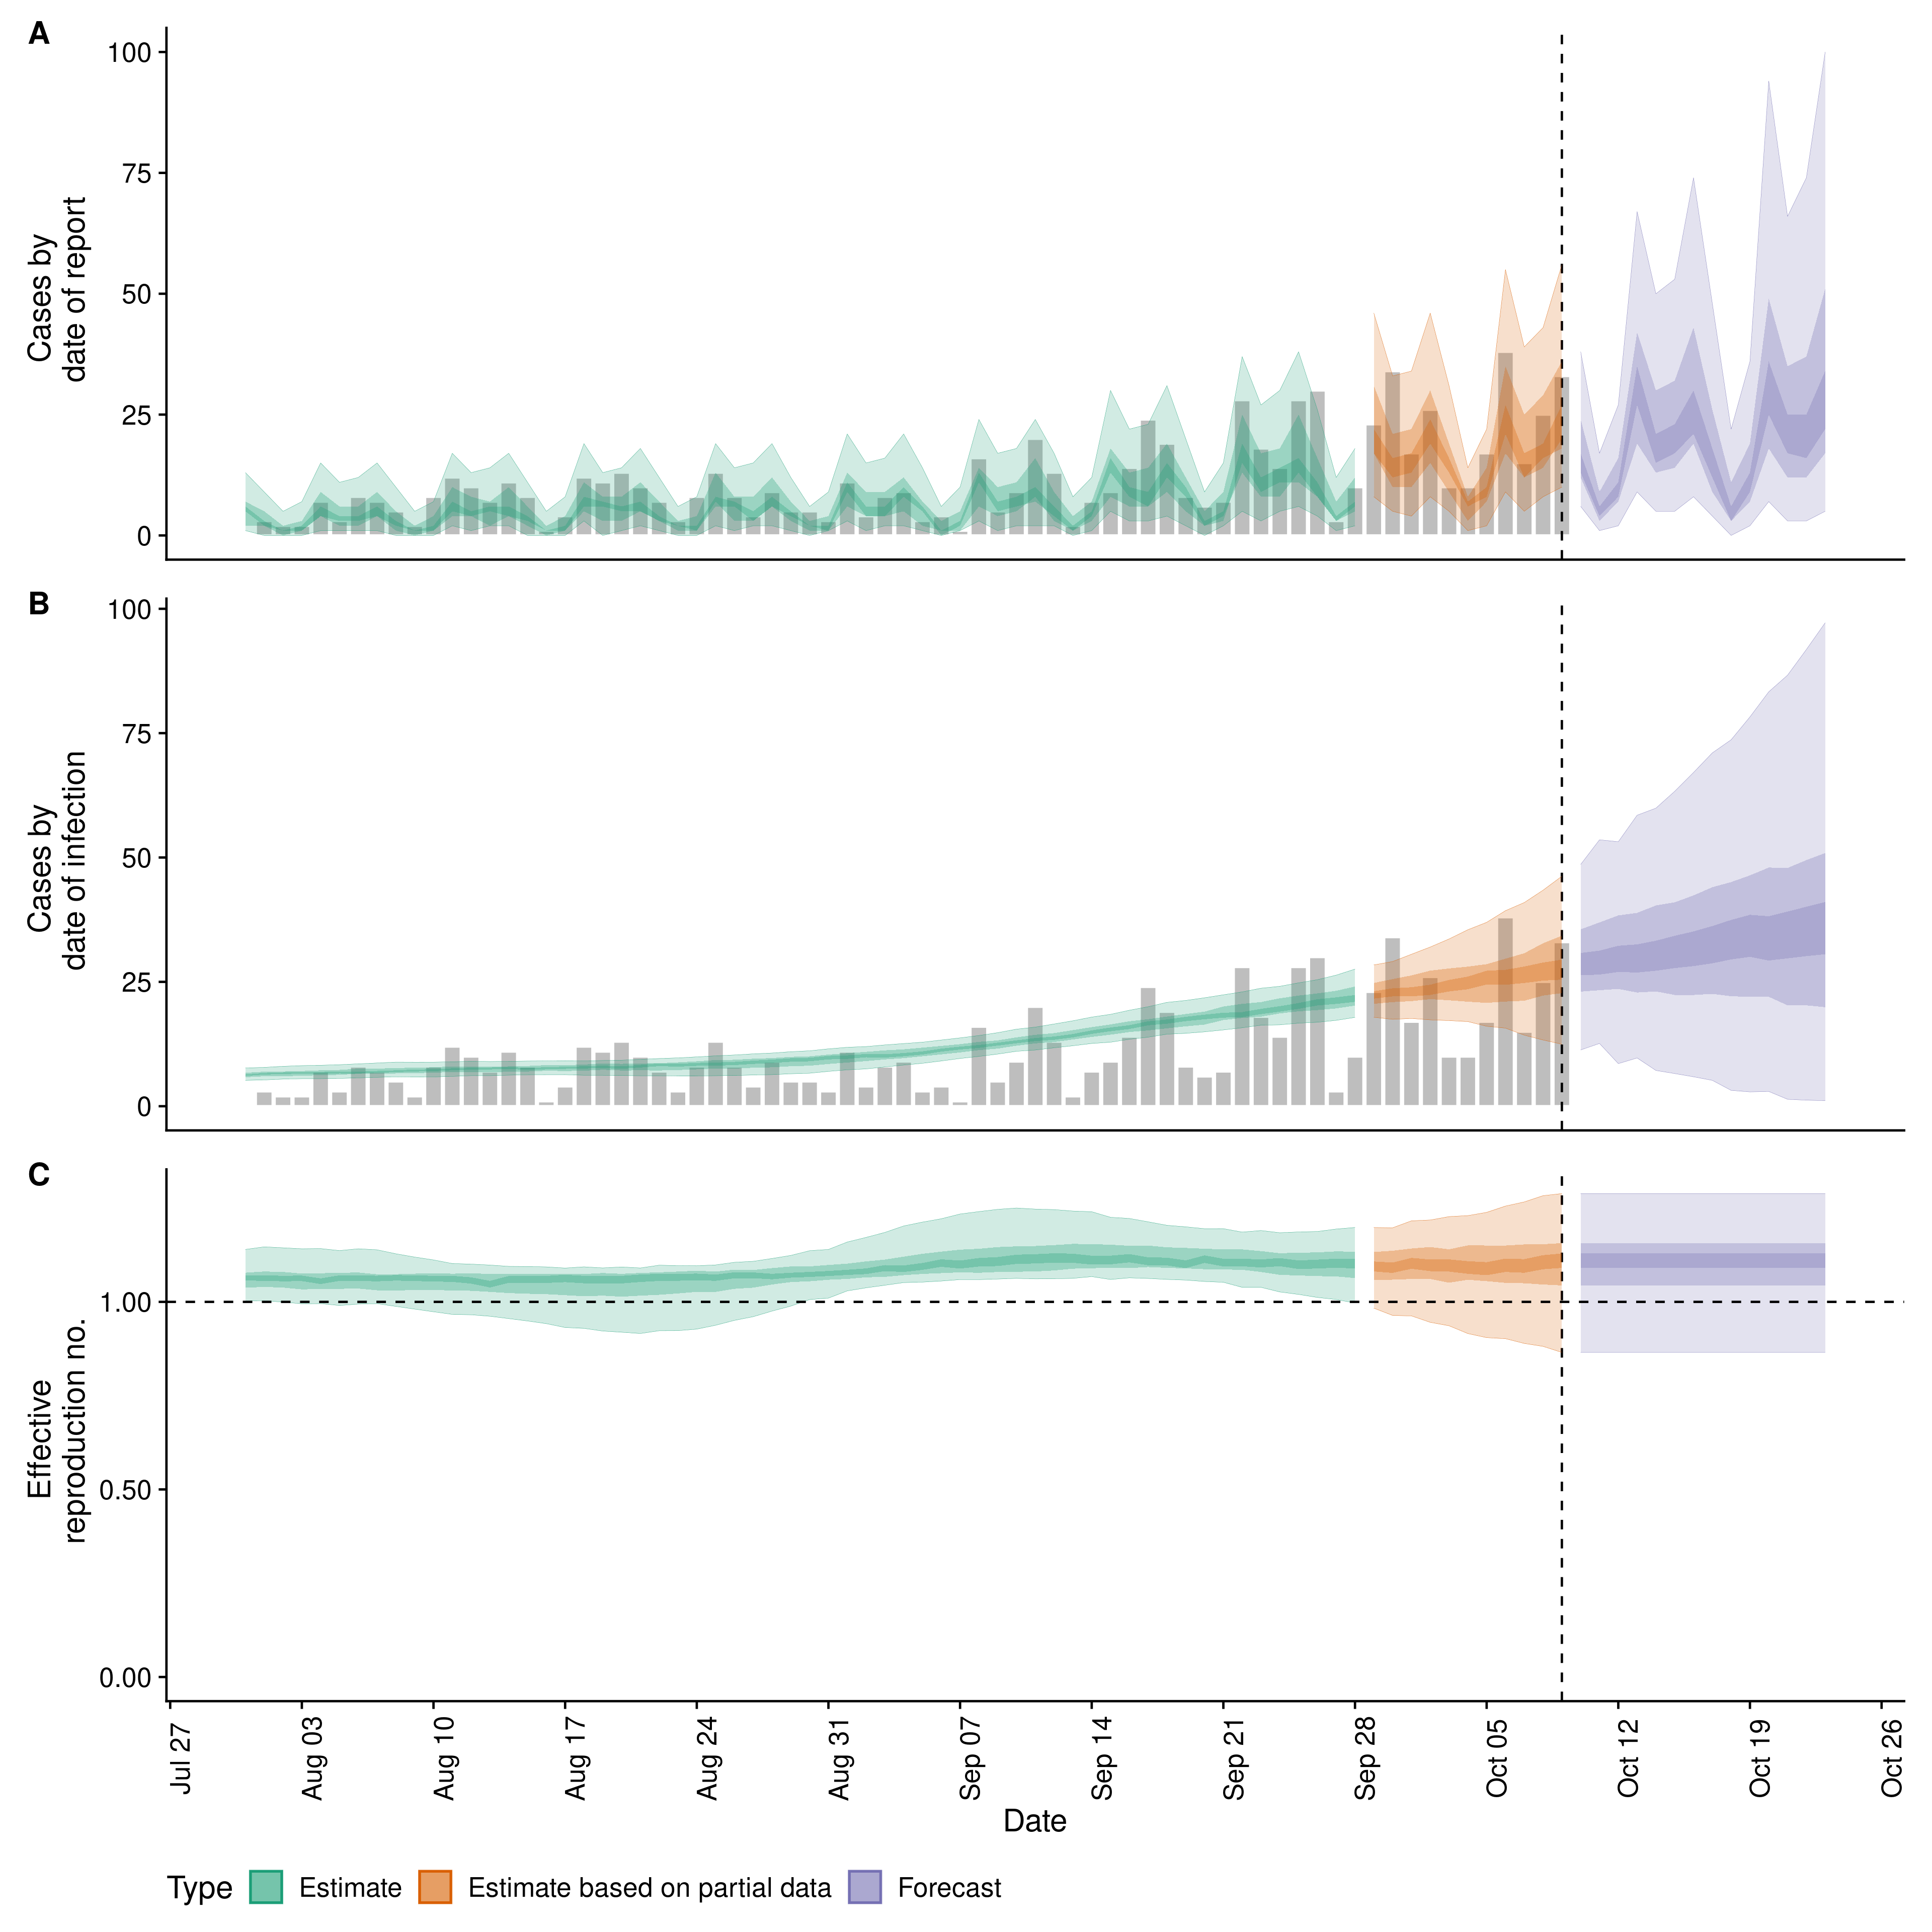 A
100
75
50
25
0
Cases by
date of report
B
100
75
50
25
0
Cases by
date of infection
C
1.00
0.50
0.00
Effective
reproduction no.
Jul 27
Aug 03
Aug 10
Aug 17
Aug 24
Aug 31
Sep 07
Sep 14
Sep 21
Sep 28
Oct 05
Oct 12
Oct 19
Oct 26
Date
Type Estimate Estimate based on partial data Forecast